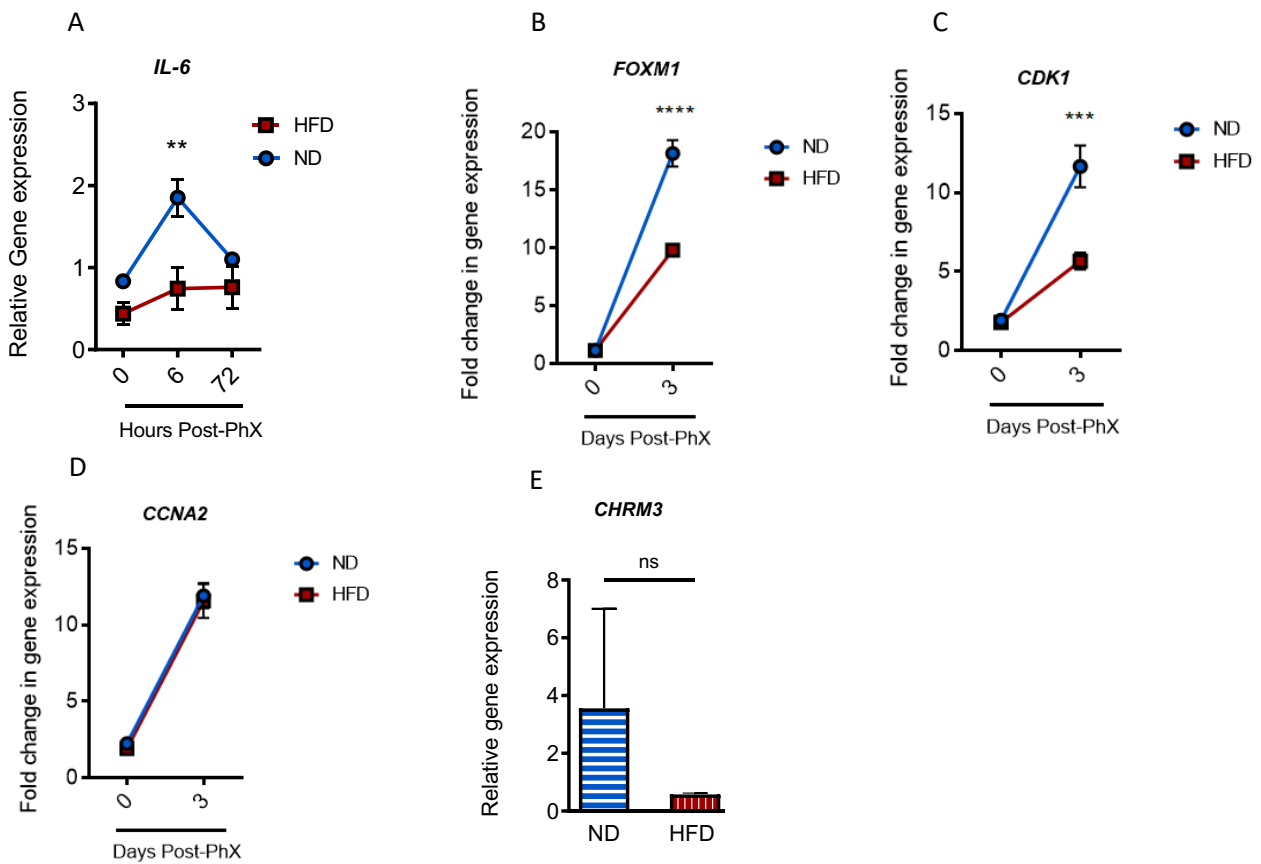 A
IL-6
Relative Gene expression
3
2
1
0
**
HFD
ND
0
6
72
Hours Post-PhX
B
FOXM1
Fold change in gene expression
20
15
10
5
0
****
ND
HFD
0
3
Days Post-PhX
C
CDK1
Fold change in gene expression
15
10
5
0
***
ND
HFD
0
3
Days Post-PhX
D
CCNA2
Fold change in gene expression
15
10
5
0
ND
HFD
0
3
Days Post-PhX
E
CHRM3
Relative gene expression
8
6
4
2
0
ns
ND
HFD